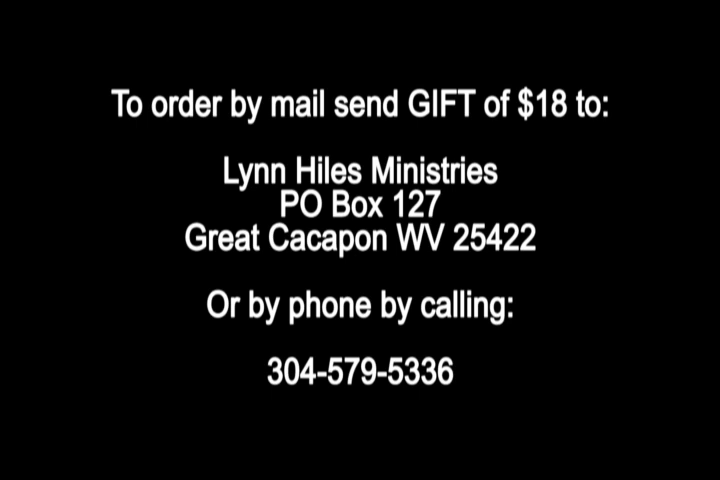 To order by mail send GIFT of $18 to:
Lynn Hiles Ministries
PO Box 127
Great Cacapon WV 25422
Or by phone by calling:
304-579-5336